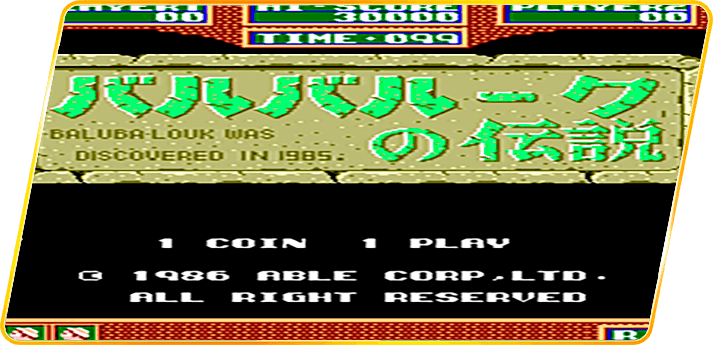 PLAYER1 HI-SCORE PLAYER2
00 30000 00
TIME·099
バルバルークの伝説
BALUBA-LOUK WAS
DISCOVERED IN 1985.
1 COIN 1 PLAY
© 1986 ABLE CORP,LTD.
ALL RIGHT RESERVED
R